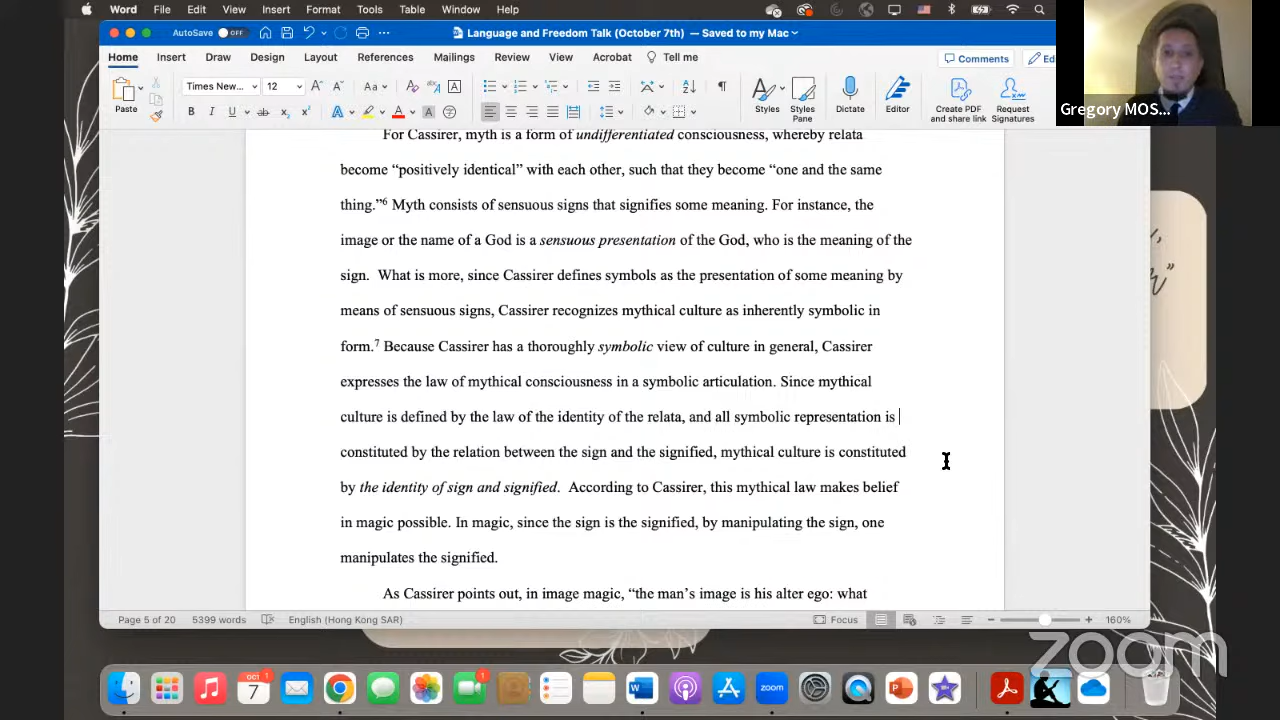 Word File Edit View Insert Format Tools Table Window Help
AutoSave OFF Language and Freedom Talk (October 7th) — Saved to my Mac
Home Insert Draw Design Layout References Mailings Review View Acrobat Tell me Comments
Paste Times New... 12 Styles Styles Pane Dictate Editor Create PDF and share link Request Signatures
Gregory MOS...
For Cassirer, myth is a form of undifferentiated consciousness, whereby relata
become “positively identical” with each other, such that they become “one and the same
thing.”6 Myth consists of sensuous signs that signifies some meaning. For instance, the
image or the name of a God is a sensuous presentation of the God, who is the meaning of the
sign. What is more, since Cassirer defines symbols as the presentation of some meaning by
means of sensuous signs, Cassirer recognizes mythical culture as inherently symbolic in
form.7 Because Cassirer has a thoroughly symbolic view of culture in general, Cassirer
expresses the law of mythical consciousness in a symbolic articulation. Since mythical
culture is defined by the law of the identity of the relata, and all symbolic representation is
constituted by the relation between the sign and the signified, mythical culture is constituted
by the identity of sign and signified. According to Cassirer, this mythical law makes belief
in magic possible. In magic, since the sign is the signified, by manipulating the sign, one
manipulates the signified.
As Cassirer points out, in image magic, “the man’s image is his alter ego: what
Page 5 of 20 5399 words English (Hong Kong SAR) Focus 160%
zoom
OCT 7 1 1 zoom